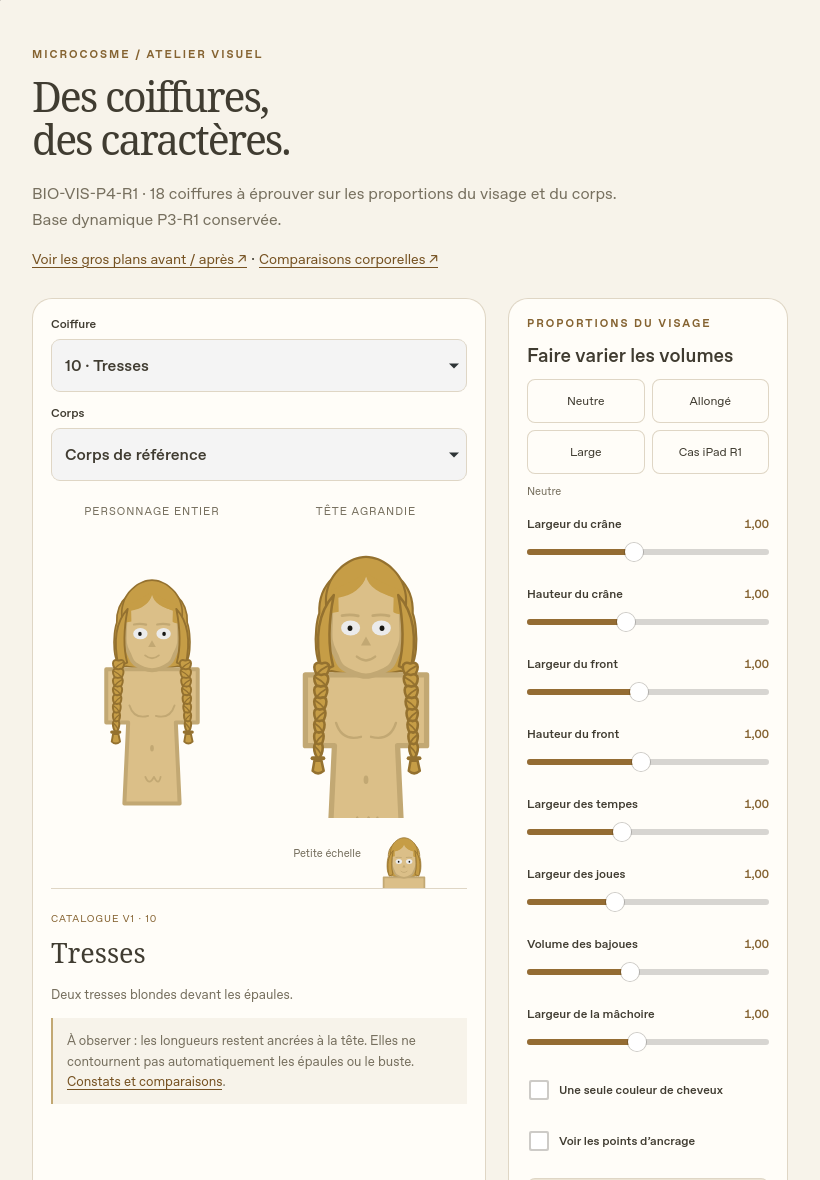 MICROCOSME / ATELIER VISUEL
Des coiffures,
des caractères.
BIO-VIS-P4-R1 · 18 coiffures à éprouver sur les proportions du visage et du corps.
Base dynamique P3-R1 conservée.
Voir les gros plans avant / après ↗ · Comparaisons corporelles ↗
Coiffure
10 · Tresses
Corps
Corps de référence
PERSONNAGE ENTIER
TÊTE AGRANDIE
Petite échelle
CATALOGUE V1 · 10
Tresses
Deux tresses blondes devant les épaules.
À observer : les longueurs restent ancrées à la tête. Elles ne
contournent pas automatiquement les épaules ou le buste.
Constats et comparaisons.
PROPORTIONS DU VISAGE
Faire varier les volumes
Neutre
Allongé
Large
Cas iPad R1
Neutre
Largeur du crâne 1,00
Hauteur du crâne 1,00
Largeur du front 1,00
Hauteur du front 1,00
Largeur des tempes 1,00
Largeur des joues 1,00
Volume des bajoues 1,00
Largeur de la mâchoire 1,00
Une seule couleur de cheveux
Voir les points d’ancrage